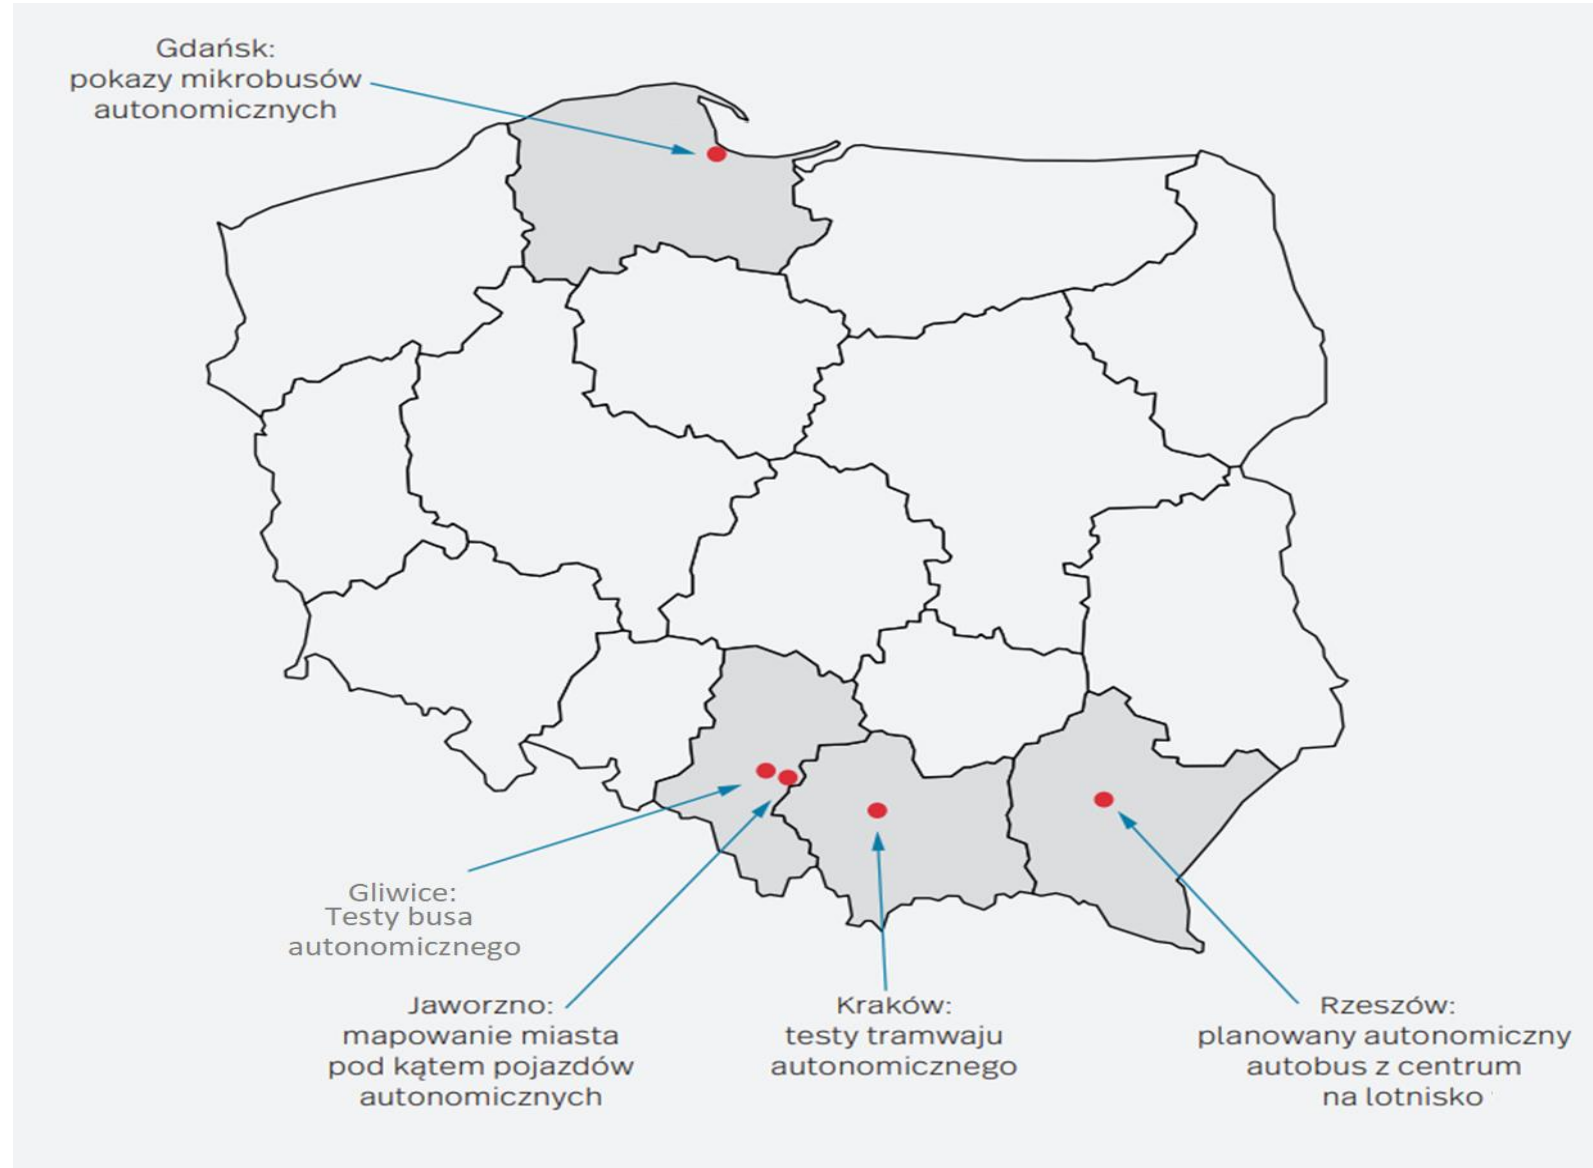 Gdańsk:
pokazy mikrobusów
autonomicznych
Gliwice:
Testy busa
autonomicznego
Jaworzno:
mapowanie miasta
pod kątem pojazdów
autonomicznych
Kraków:
testy tramwaju
autonomicznego
Rzeszów:
planowany autonomiczny
autobus z centrum
na lotnisko